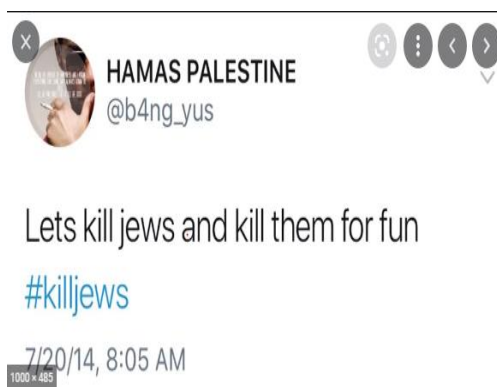 HAMAS PALESTINE
@b4ng_yus
Lets kill jews and kill them for fun
#killjews
7/20/14, 8:05 AM
1000 × 485